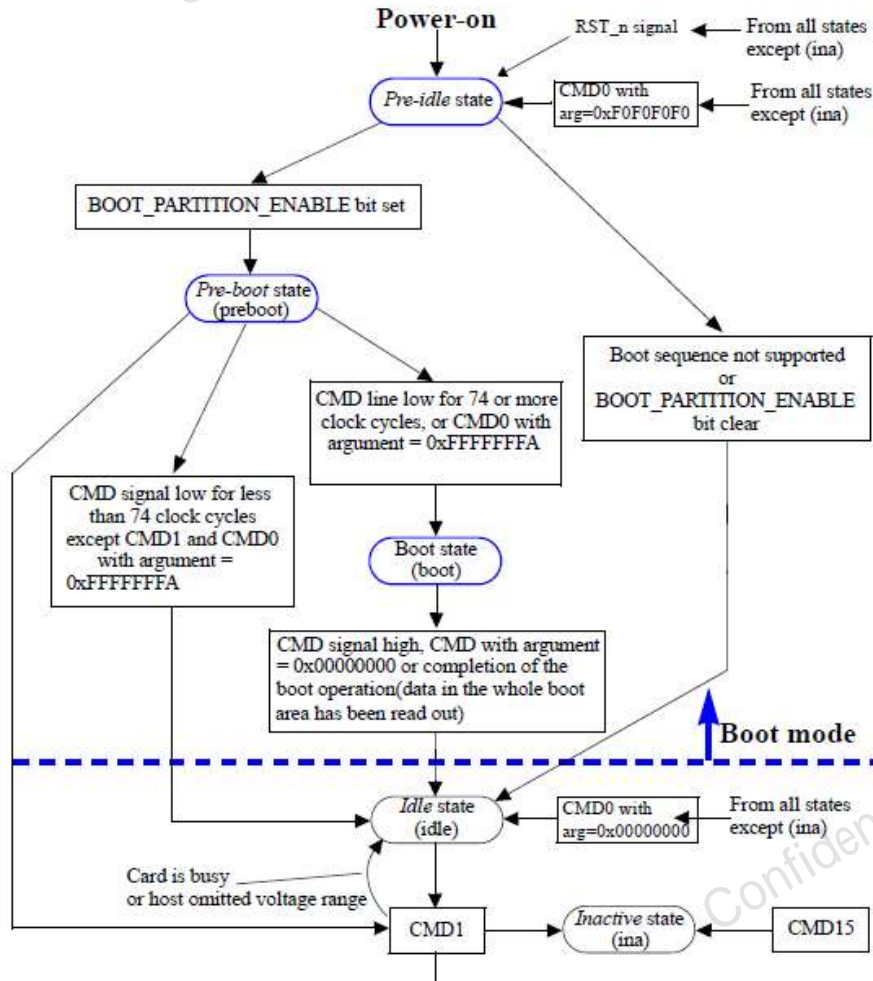 Power-on
RST_n signal
From all states
except (ina)
Pre-idle state
CMD0 with
arg=0xF0F0F0F0
From all states
except (ina)
BOOT_PARTITION_ENABLE bit set
Pre-boot state
(preboot)
Boot sequence not supported
or
BOOT_PARTITION_ENABLE
bit clear
CMD line low for 74 or more
clock cycles, or CMD0 with
argument = 0xFFFFFFFA
CMD signal low for less
than 74 clock cycles
except CMD1 and CMD0
with argument =
0xFFFFFFFA
Boot state
(boot)
CMD signal high, CMD with argument
= 0x00000000 or completion of the
boot operation(data in the whole boot
area has been read out)
Boot mode
Idle state
(idle)
CMD0 with
arg=0x00000000
From all states
except (ina)
Card is busy
or host omitted voltage range
CMD1
Inactive state
(ina)
CMD15
Confiden